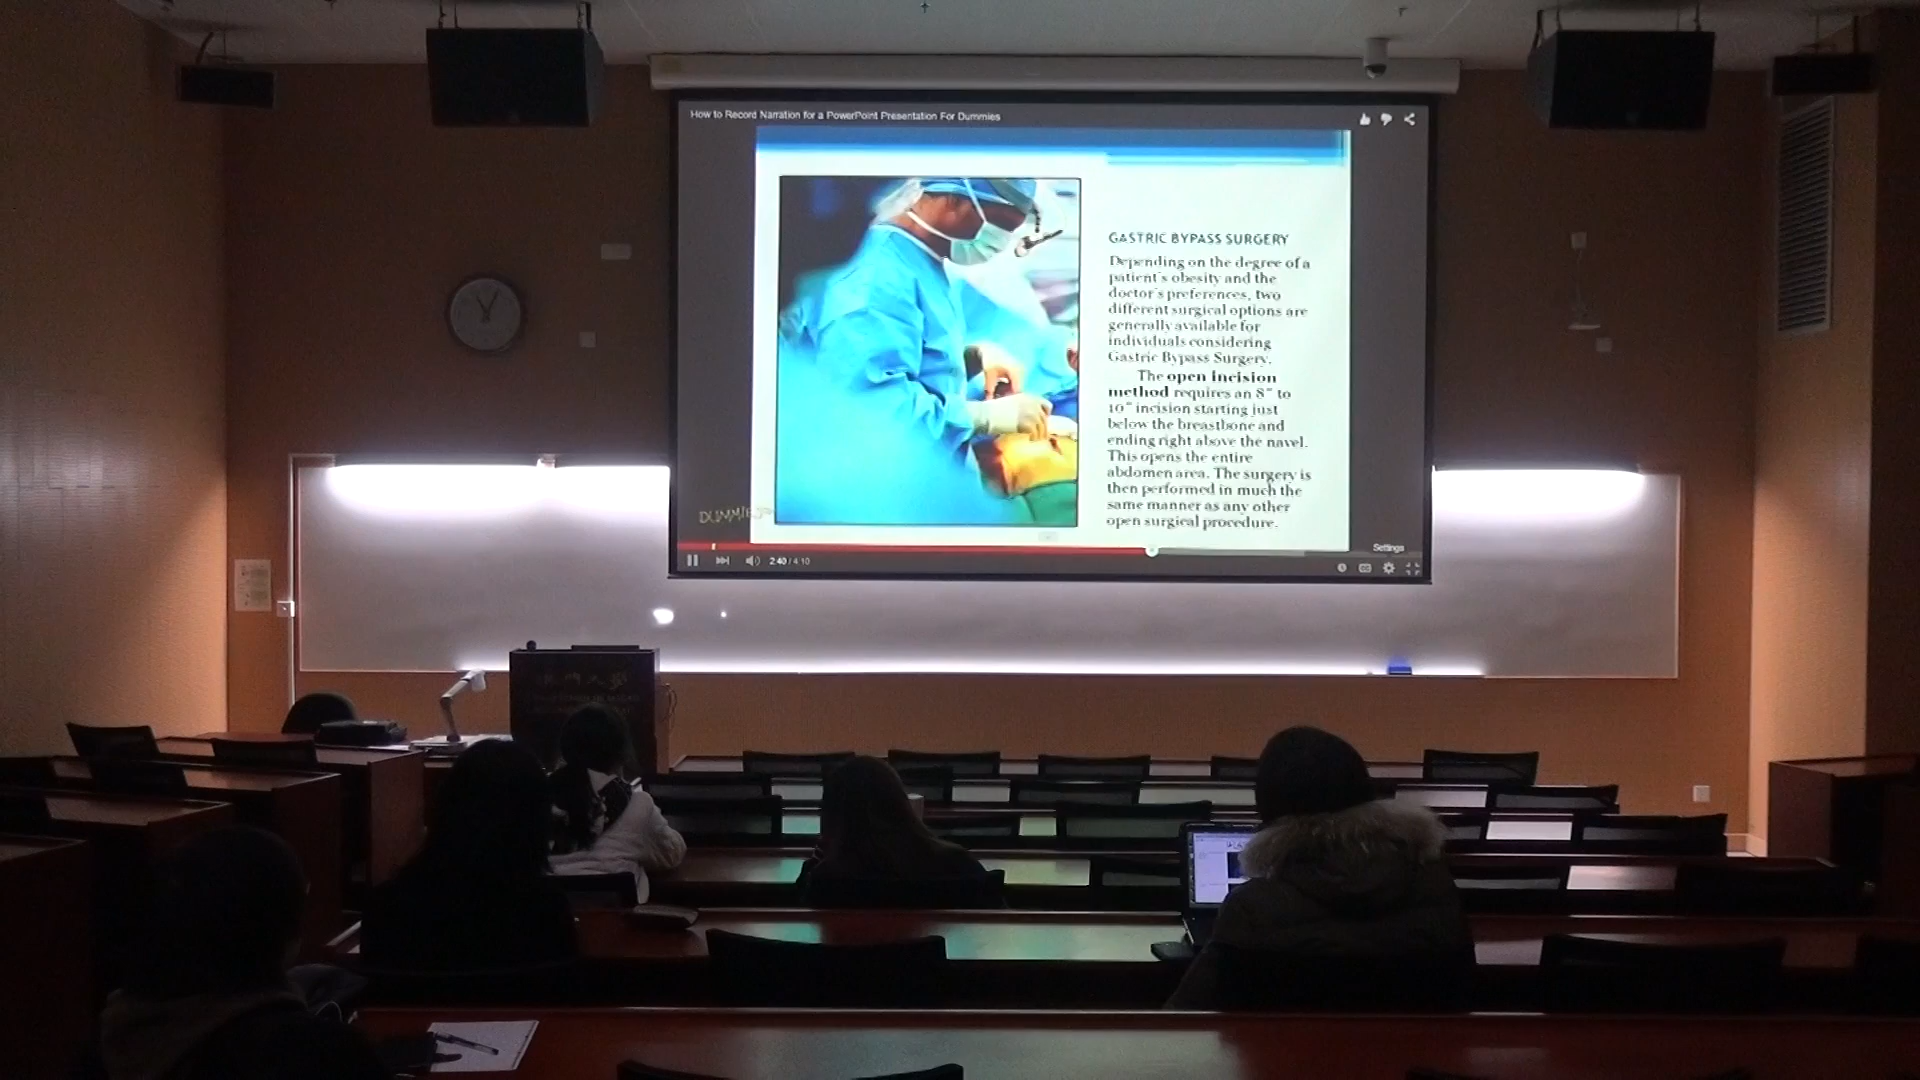 How to Record Narration for a PowerPoint Presentation For Dummies
GASTRIC BYPASS SURGERY
Depending on the degree of a
patient's obesity and the
doctor's preferences, two
different surgical options are
generally available for
individuals considering
Gastric Bypass Surgery.
The open incision
method requires an 8" to
10" incision starting just
below the breastbone and
ending right above the navel.
This opens the entire
abdomen area. The surgery is
then performed in much the
same manner as any other
open surgical procedure.
DUMMIES
Settings
2:40 / 4:10